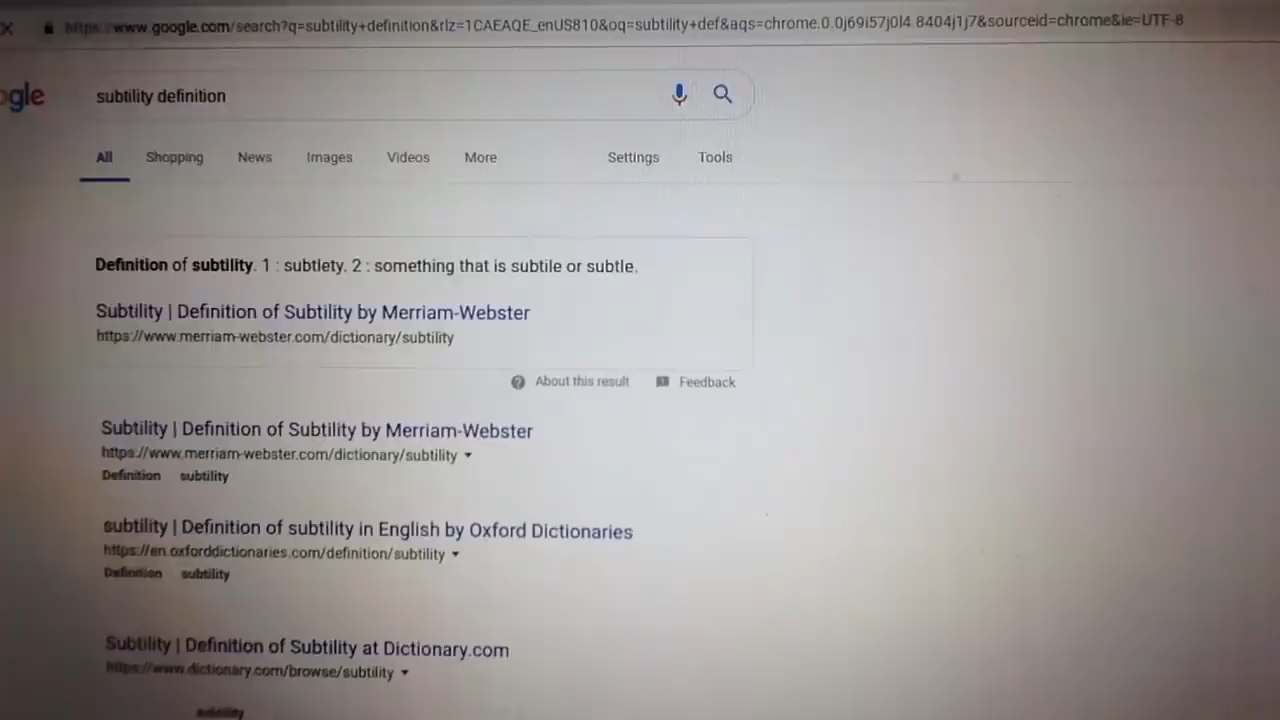 https://www.google.com/search?q=subtility+definition&rlz=1CAEAQE_enUS810&oq=subtility+def&aqs=chrome.0.0j69i57j0l4.8404j1j7&sourceid=chrome&ie=UTF-8
ogle subtility definition
All Shopping News Images Videos More Settings Tools
Definition of subtility. 1 : subtlety. 2 : something that is subtile or subtle.
Subtility | Definition of Subtility by Merriam-Webster
https://www.merriam-webster.com/dictionary/subtility
About this result Feedback
Subtility | Definition of Subtility by Merriam-Webster
https://www.merriam-webster.com/dictionary/subtility
Definition subtility
subtility | Definition of subtility in English by Oxford Dictionaries
https://en.oxforddictionaries.com/definition/subtility
Definition subtility
Subtility | Definition of Subtility at Dictionary.com
https://www.dictionary.com/browse/subtility
subtility